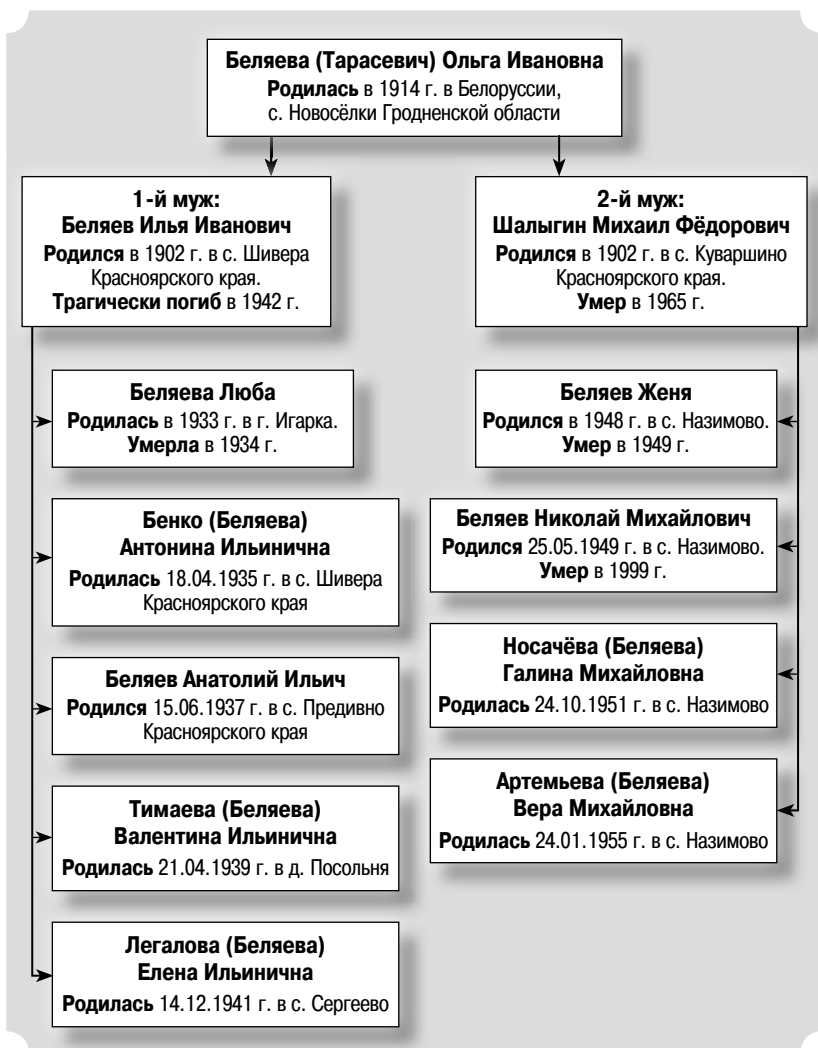 Беляева (Тарасевич) Ольга Ивановна
Родилась в 1914 г. в Белоруссии,
с. Новосёлки Гродненской области
1-й муж:
Беляев Илья Иванович
Родился в 1902 г. в с. Шивера
Красноярского края.
Трагически погиб в 1942 г.
2-й муж:
Шалыгин Михаил Фёдорович
Родился в 1902 г. в с. Куваршино
Красноярского края.
Умер в 1965 г.
Беляева Люба
Родилась в 1933 г. в г. Игарка.
Умерла в 1934 г.
Бенко (Беляева)
Антонина Ильинична
Родилась 18.04.1935 г. в с. Шивера
Красноярского края
Беляев Анатолий Ильич
Родился 15.06.1937 г. в с. Предивно
Красноярского края
Тимаева (Беляева)
Валентина Ильинична
Родилась 21.04.1939 г. в д. Посольня
Легалова (Беляева)
Елена Ильинична
Родилась 14.12.1941 г. в с. Сергеево
Беляев Женя
Родился в 1948 г. в с. Назимово.
Умер в 1949 г.
Беляев Николай Михайлович
Родился 25.05.1949 г. в с. Назимово.
Умер в 1999 г.
Носачёва (Беляева)
Галина Михайловна
Родилась 24.10.1951 г. в с. Назимово
Артемьева (Беляева)
Вера Михайловна
Родилась 24.01.1955 г. в с. Назимово